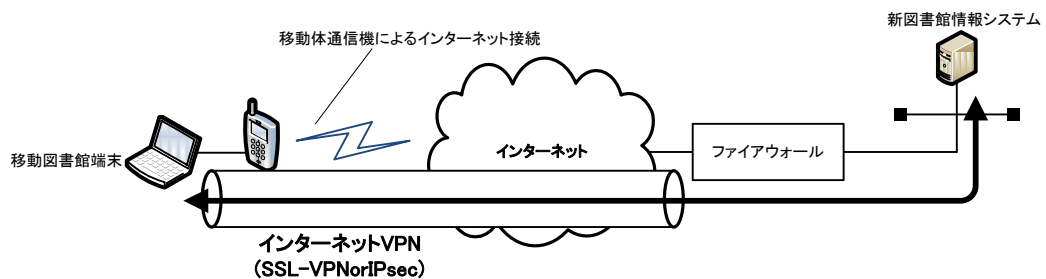 新図書館情報システム
移動体通信機によるインターネット接続
移動図書館端末
インターネット
ファイアウォール
インターネットVPN
(SSL-VPNorIPsec)